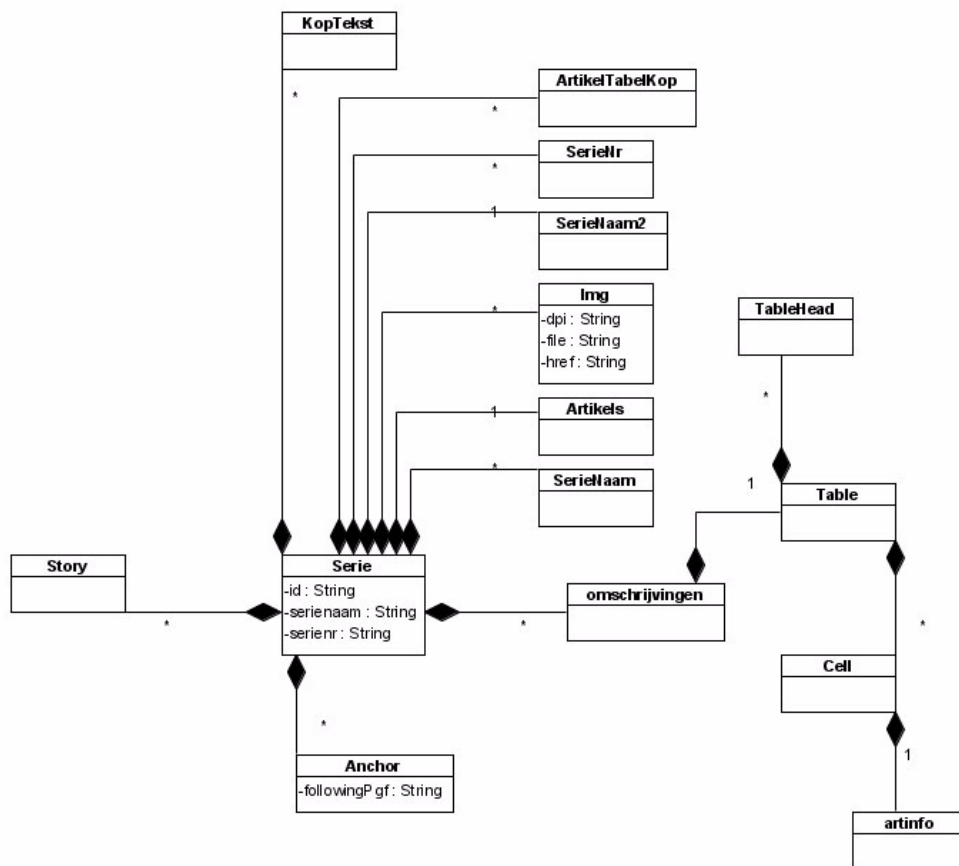 KopTekst
*
ArtikelTabelKop
*
SerieNr
*
SerieNaam2
1
Img
-dpi : String
-file : String
-href : String
*
TableHead
*
Artikels
1
SerieNaam
*
Table
1
Story
*
Serie
-id : String
-serienaam : String
-serienr : String
omschrijvingen
*
Cell
*
Anchor
-followingPgf : String
*
artinfo
1